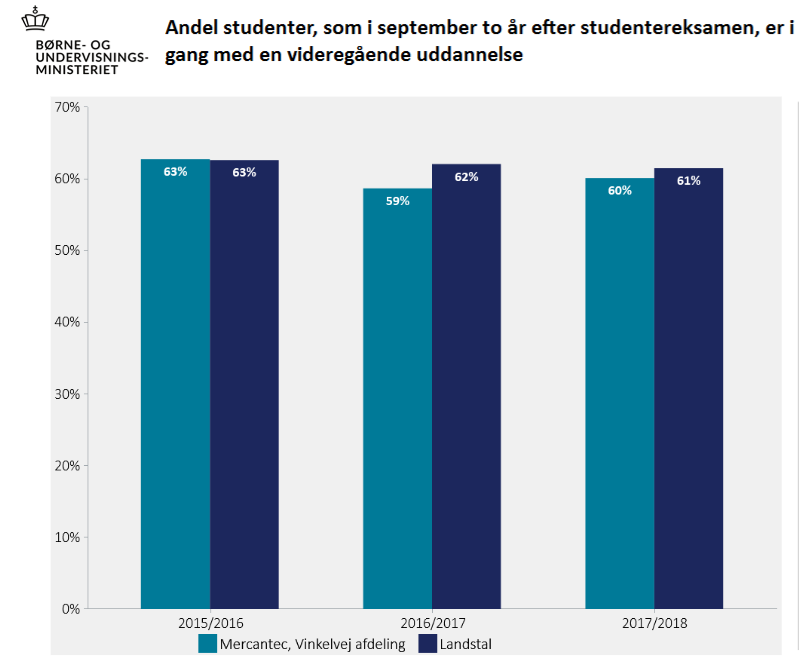 BØRNE- OG
UNDERVISNINGS-
MINISTERIET
Andel studenter, som i september to år efter studentereksamen, er i
gang med en videregående uddannelse
70%
60%
50%
40%
30%
20%
10%
0%
63%
63%
59%
62%
60%
61%
2015/2016
2016/2017
2017/2018
Mercantec, Vinkelvej afdeling
Landstal